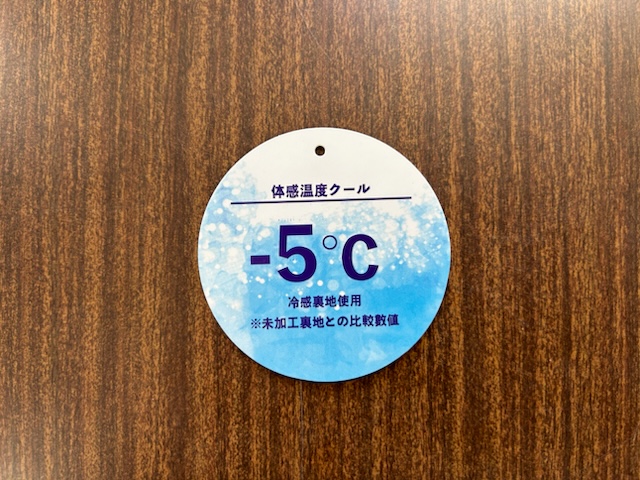 体感温度クール
-5°C
冷感裏地使用
※未加工裏地との比較数値